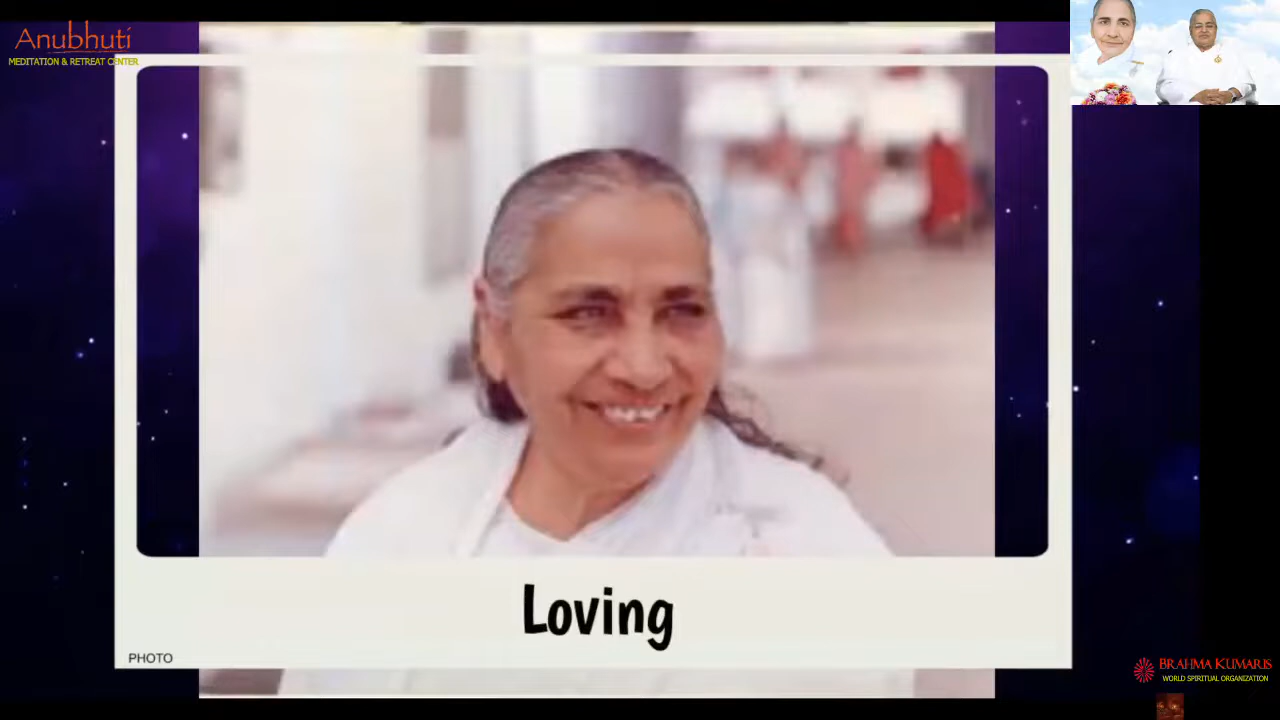 Anubhuti
MEDITATION & RETREAT CENTER
Loving
PHOTO
BRAHMA KUMARIS
WORLD SPIRITUAL ORGANIZATION